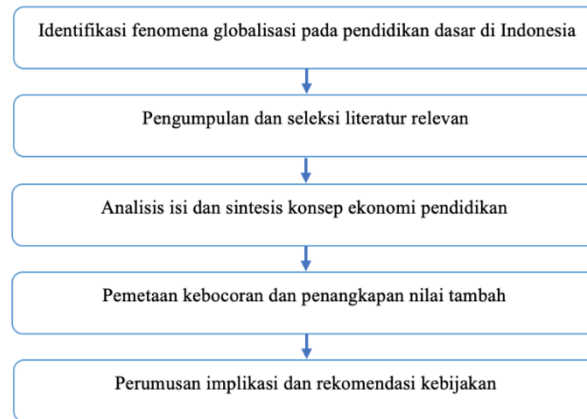 Identifikasi fenomena globalisasi pada pendidikan dasar di Indonesia
Pengumpulan dan seleksi literatur relevan
Analisis isi dan sintesis konsep ekonomi pendidikan
Pemetaan kebocoran dan penangkapan nilai tambah
Perumusan implikasi dan rekomendasi kebijakan